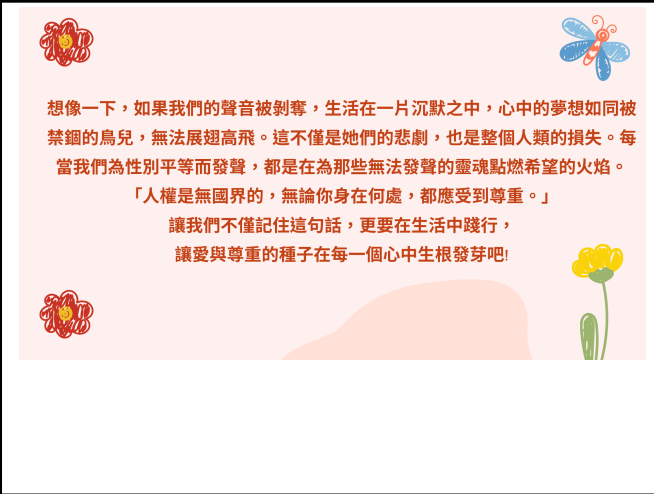 想像一下，如果我們的聲音被剝奪，生活在一片沉默之中，心中的夢想如同被
禁錮的鳥兒，無法展翅高飛。這不僅是她們的悲劇，也是整個人類的損失。每
當我們為性別平等而發聲，都是在為那些無法發聲的靈魂點燃希望的火焰。
「人權是無國界的，無論你身在何處，都應受到尊重。」
讓我們不僅記住這句話，更要在生活中踐行，
讓愛與尊重的種子在每一個心中生根發芽吧!